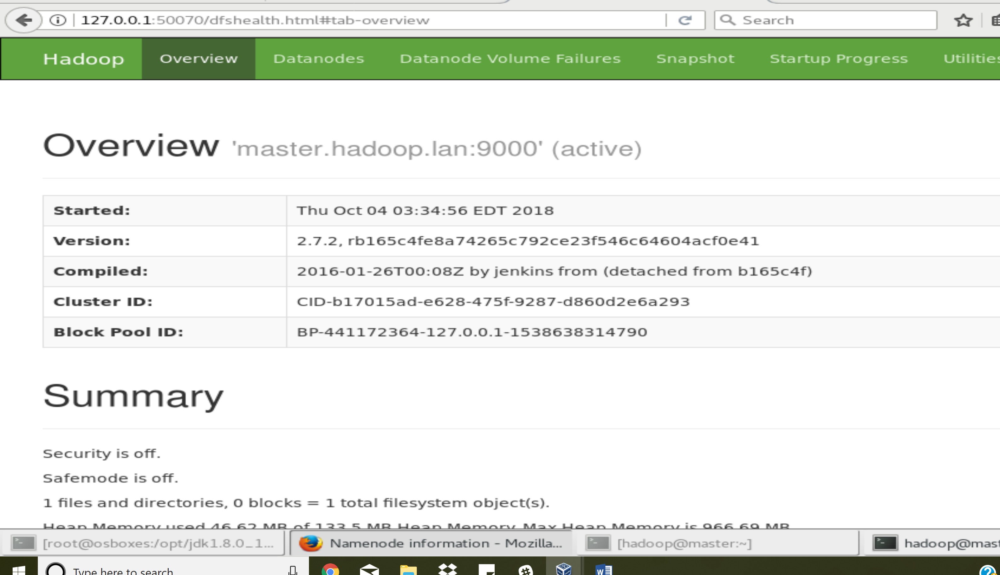 127.0.0.1:50070/dfshealth.html#tab-overview Search
Hadoop Overview Datanodes Datanode Volume Failures Snapshot Startup Progress Utilities
Overview 'master.hadoop.lan:9000' (active)
Started: Thu Oct 04 03:34:56 EDT 2018
Version: 2.7.2, rb165c4fe8a74265c792ce23f546c64604acf0e41
Compiled: 2016-01-26T00:08Z by jenkins from (detached from b165c4f)
Cluster ID: CID-b17015ad-e628-475f-9287-d860d2e6a293
Block Pool ID: BP-441172364-127.0.0.1-1538638314790
Summary
Security is off.
Safemode is off.
1 files and directories, 0 blocks = 1 total filesystem object(s).
Heap Memory used 46.62 MB of 133.5 MB Heap Memory. Max Heap Memory is 966.69 MB.
[root@osboxes:/opt/jdk1.8.0_1... Namenode information - Mozilla... [hadoop@master:~] hadoop@mast
Type here to search